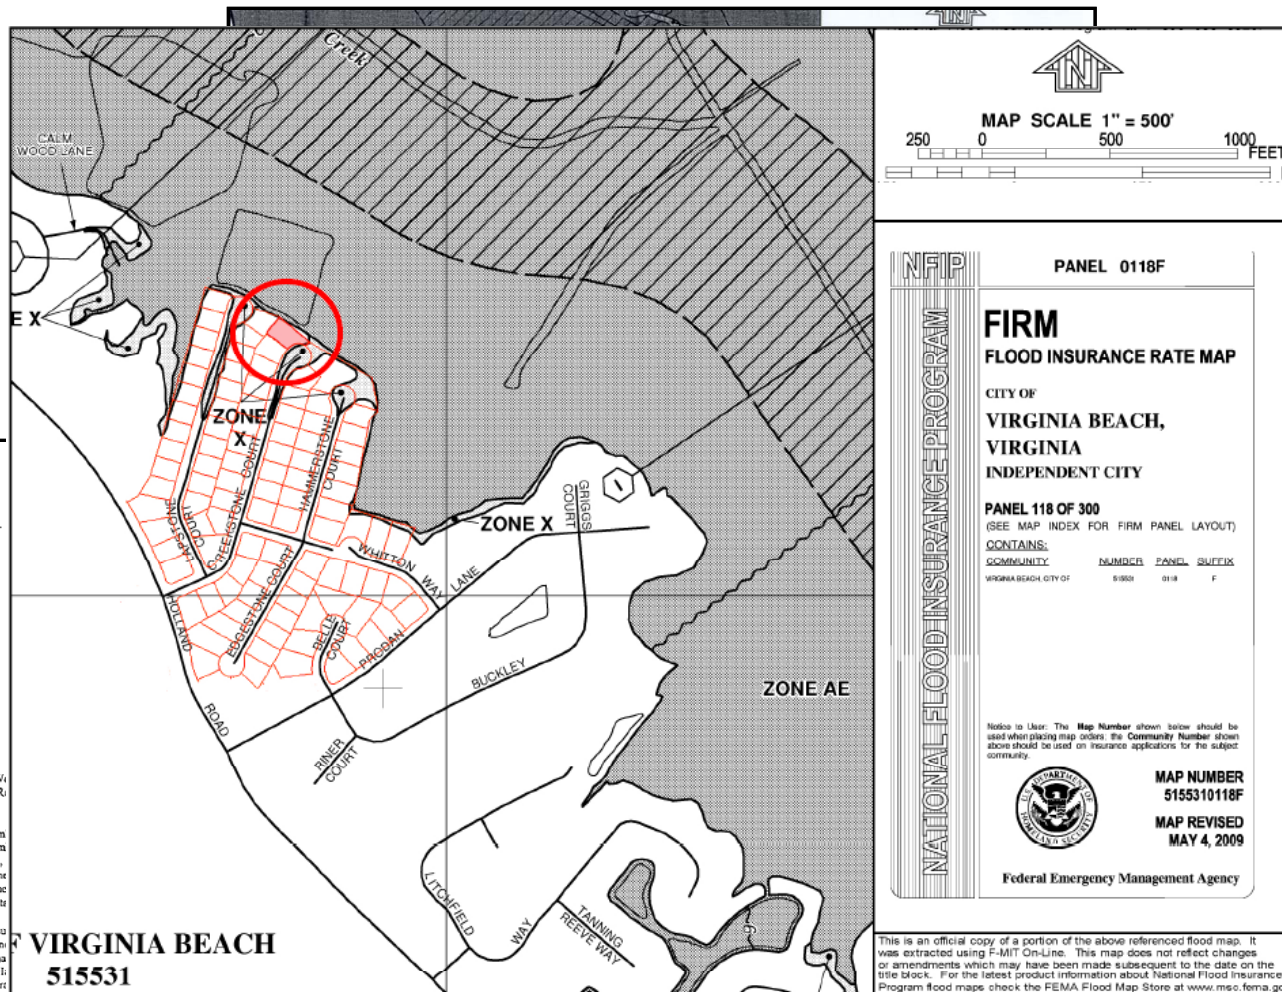 Creek
CALM
WOOD LANE
E X
ZONE
X
LAPSTONE
COURT
CREEKSTONE COURT
HAMMERSTONE
COURT
EDGESTONE COURT
WHITTON WAY
BELLE
COURT
PRODAN
LANE
GRIGGS
COURT
ZONE X
HOLLAND
ROAD
BUCKLEY
RINER
COURT
ZONE AE
LITCHFIELD
WAY
TANNING
REEVE WAY
9
F VIRGINIA BEACH
515531
N
MAP SCALE 1" = 500'
250 0 500 1000
FEET
NFIP
PANEL 0118F
NATIONAL FLOOD INSURANCE PROGRAM
FIRM
FLOOD INSURANCE RATE MAP
CITY OF
VIRGINIA BEACH,
VIRGINIA
INDEPENDENT CITY
PANEL 118 OF 300
(SEE MAP INDEX FOR FIRM PANEL LAYOUT)
CONTAINS:
COMMUNITY NUMBER PANEL SUFFIX
VIRGINIA BEACH, CITY OF 515531 0118 F
Notice to User: The Map Number shown below should be
used when placing map orders: the Community Number shown
above should be used on insurance applications for the subject
community.
U.S. DEPARTMENT OF HOMELAND SECURITY
MAP NUMBER
5155310118F
MAP REVISED
MAY 4, 2009
Federal Emergency Management Agency
This is an official copy of a portion of the above referenced flood map. It
was extracted using F-MIT On-Line. This map does not reflect changes
or amendments which may have been made subsequent to the date on the
title block. For the latest product information about National Flood Insurance
Program flood maps check the FEMA Flood Map Store at www.msc.fema.go